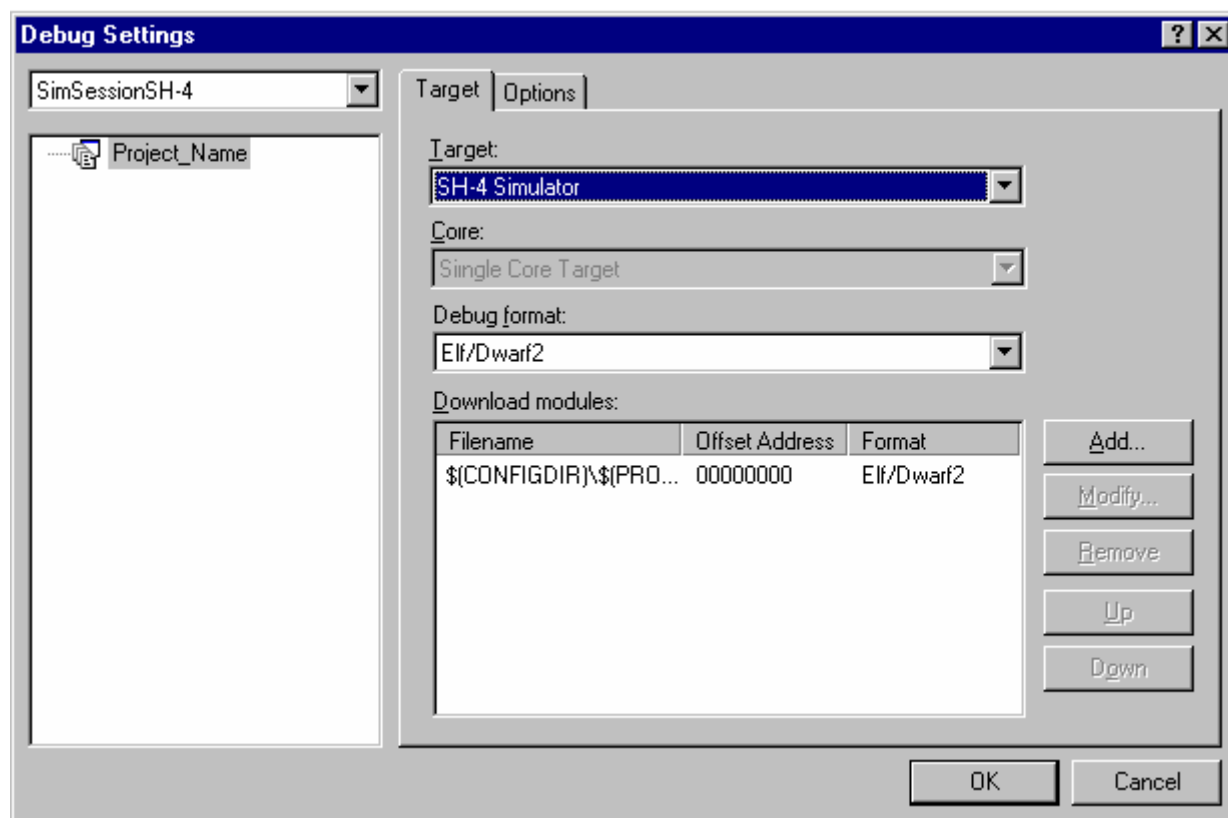 Debug Settings
SimSessionSH-4
Project_Name
Target
Options
Target:
SH-4 Simulator
Core:
Siingle Core Target
Debug format:
Elf/Dwarf2
Download modules:
Filename Offset Address Format
$(CONFIGDIR)\$(PRO... 00000000 Elf/Dwarf2
Add...
Modify...
Remove
Up
Down
OK
Cancel